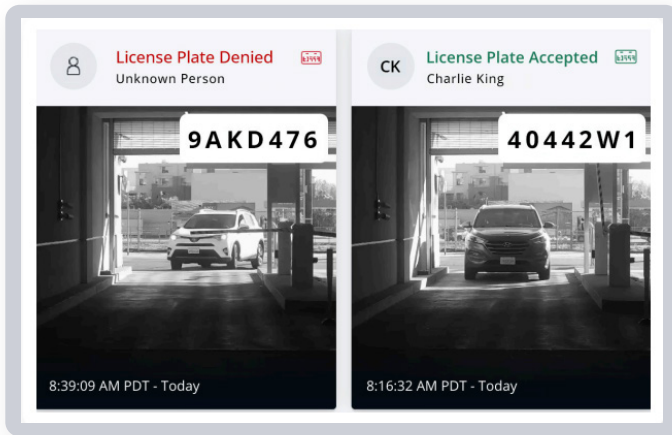 License Plate Denied
Unknown Person
9AKD476
8:39:09 AM PDT - Today
CK
License Plate Accepted
Charlie King
40442W1
8:16:32 AM PDT - Today